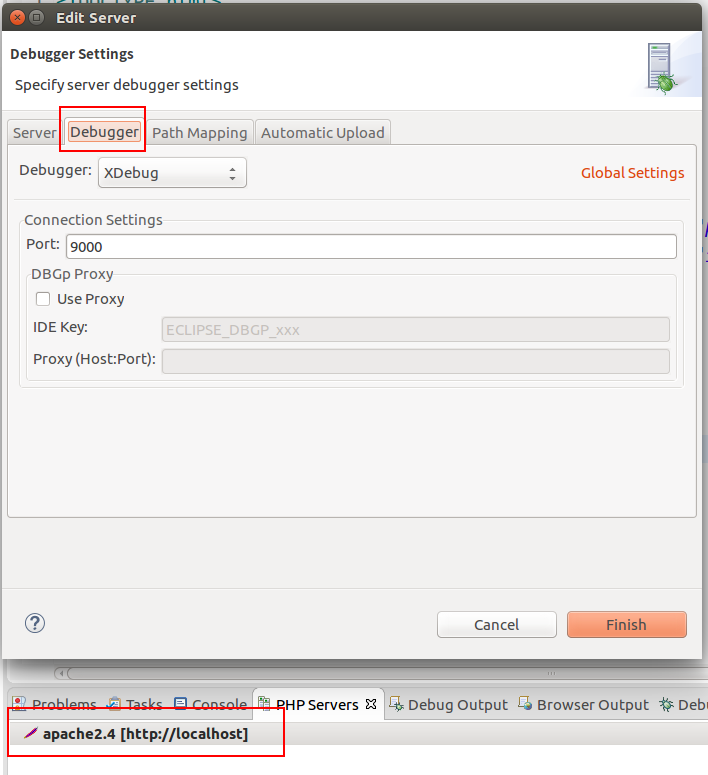 Edit Server
Debugger Settings
Specify server debugger settings
Server Debugger Path Mapping Automatic Upload
Debugger: XDebug Global Settings
Connection Settings
Port: 9000
DBGp Proxy
Use Proxy
IDE Key: ECLIPSE_DBGP_xxx
Proxy (Host:Port):
? Cancel Finish
Problems Tasks Console PHP Servers Debug Output Browser Output
apache2.4 [http://localhost]